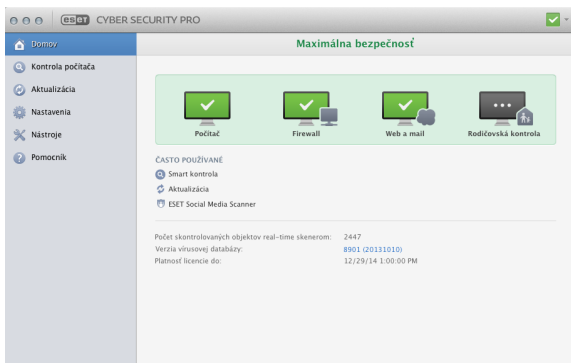 eset CYBER SECURITY PRO
Domov
Kontrola počítača
Aktualizácia
Nastavenia
Nástroje
Pomocník
Maximálna bezpečnosť
Počítač Firewall Web a mail Rodičovská kontrola
ČASTO POUŽÍVANÉ
Smart kontrola
Aktualizácia
ESET Social Media Scanner
Počet skontrolovaných objektov real-time skenerom: 2447
Verzia vírusovej databázy: 8901 (20131010)
Platnosť licencie do: 12/29/14 1:00:00 PM